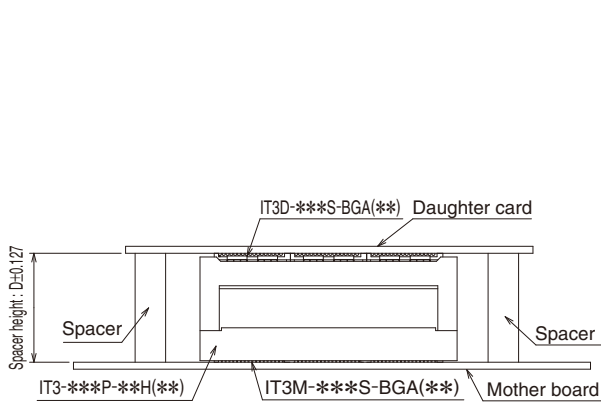 IT3D-***S-BGA(**) Daughter card
Spacer height : D±0.127
Spacer
Spacer
IT3-***P-**H(**)
IT3M-***S-BGA(**)
Mother board